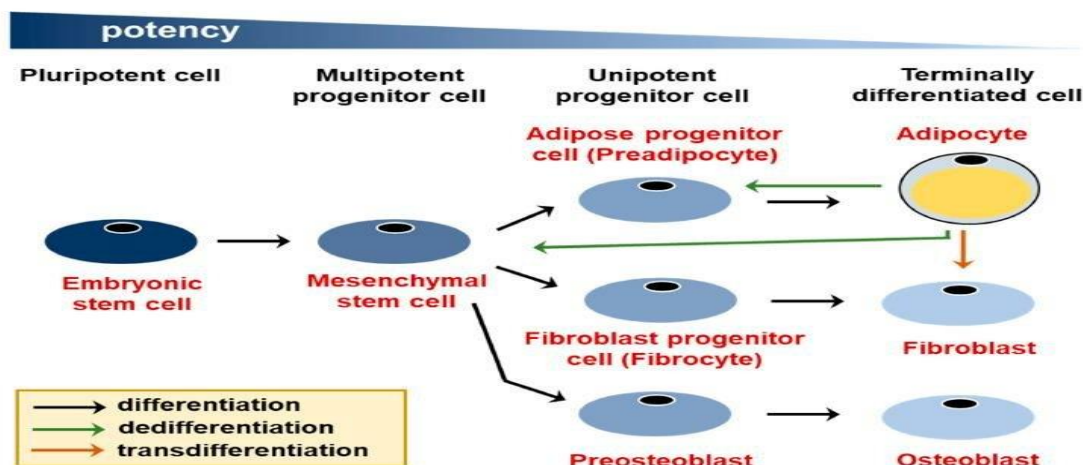 potency
Pluripotent cell
Multipotent
progenitor cell
Unipotent
progenitor cell
Terminally
differentiated cell
Adipose progenitor
cell (Preadipocyte)
Adipocyte
Embryonic
stem cell
Mesenchymal
stem cell
Fibroblast progenitor
cell (Fibrocyte)
Fibroblast
differentiation
dedifferentiation
transdifferentiation
Preosteoblast
Osteoblast